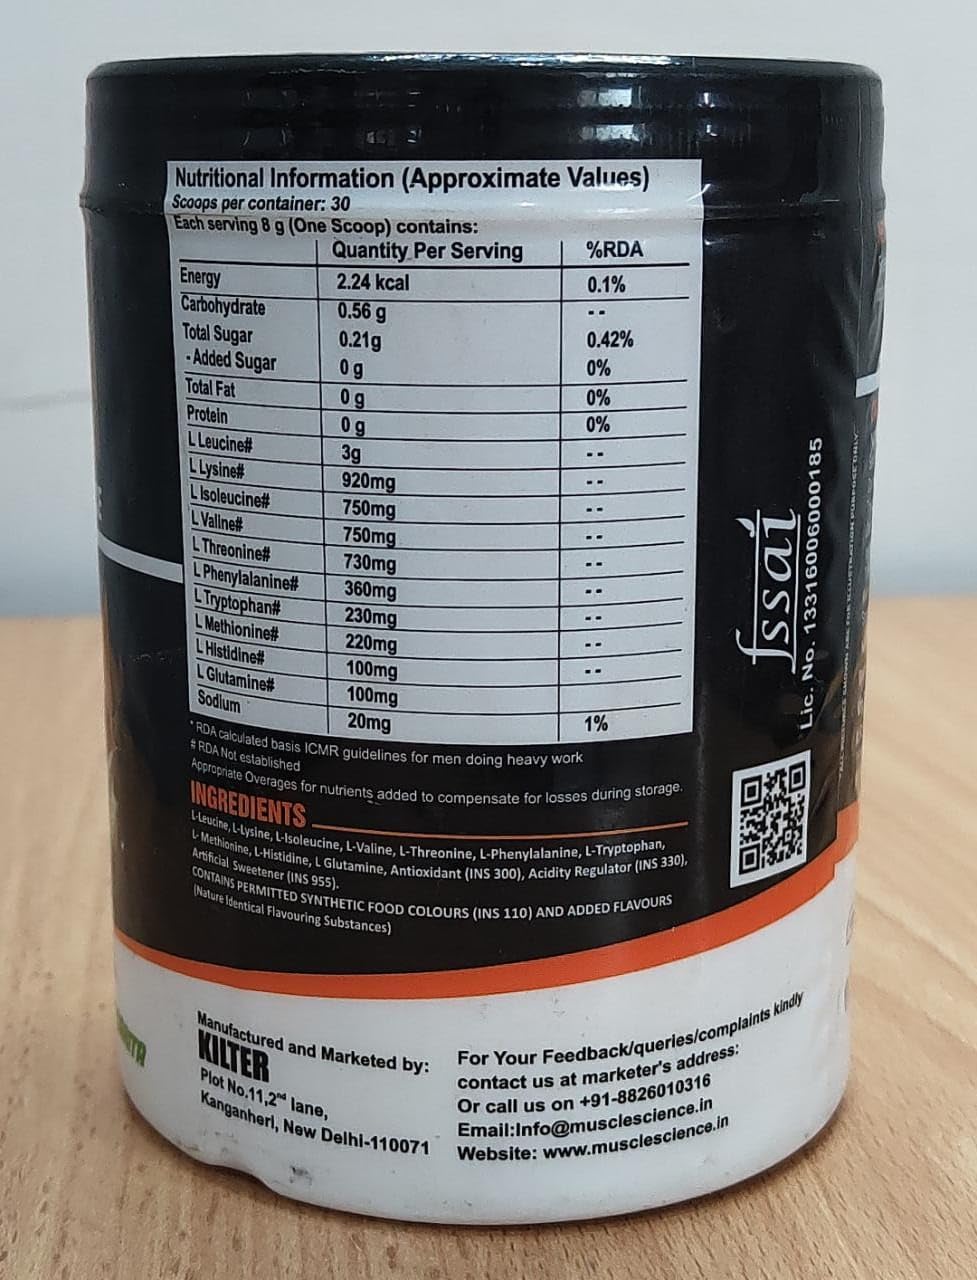 Nutritional Information (Approximate Values)
Scoops per container: 30
Each serving 8 g (One Scoop) contains:
Quantity Per Serving %RDA
Energy 2.24 kcal 0.1%
Carbohydrate 0.56 g --
Total Sugar 0.21g 0.42%
- Added Sugar 0 g 0%
Total Fat 0 g 0%
Protein 0 g 0%
L Leucine# 3g --
L Lysine# 920mg --
L Isoleucine# 750mg --
L Valine# 750mg --
L Threonine# 730mg --
L Phenylalanine# 360mg --
L Tryptophan# 230mg --
L Methionine# 220mg --
L Histidine# 100mg --
L Glutamine# 100mg
Sodium 20mg 1%
*RDA calculated basis ICMR guidelines for men doing heavy work
# RDA Not established
Appropriate Overages for nutrients added to compensate for losses during storage.
INGREDIENTS
L-Leucine, L-Lysine, L-Isoleucine, L-Valine, L-Threonine, L-Phenylalanine, L-Tryptophan,
L- Methionine, L-Histidine, L Glutamine, Antioxidant (INS 300), Acidity Regulator (INS 330),
Artificial Sweetener (INS 955).
CONTAINS PERMITTED SYNTHETIC FOOD COLOURS (INS 110) AND ADDED FLAVOURS
(Nature Identical Flavouring Substances)
fssai
Lic. No. 13316006000185
Manufactured and Marketed by:
KILTER
Plot No.11,2nd lane,
Kanganheri, New Delhi-110071
For Your Feedback/queries/complaints kindly
contact us at marketer's address:
Or call us on +91-8826010316
Email:Info@musclescience.in
Website: www.musclescience.in